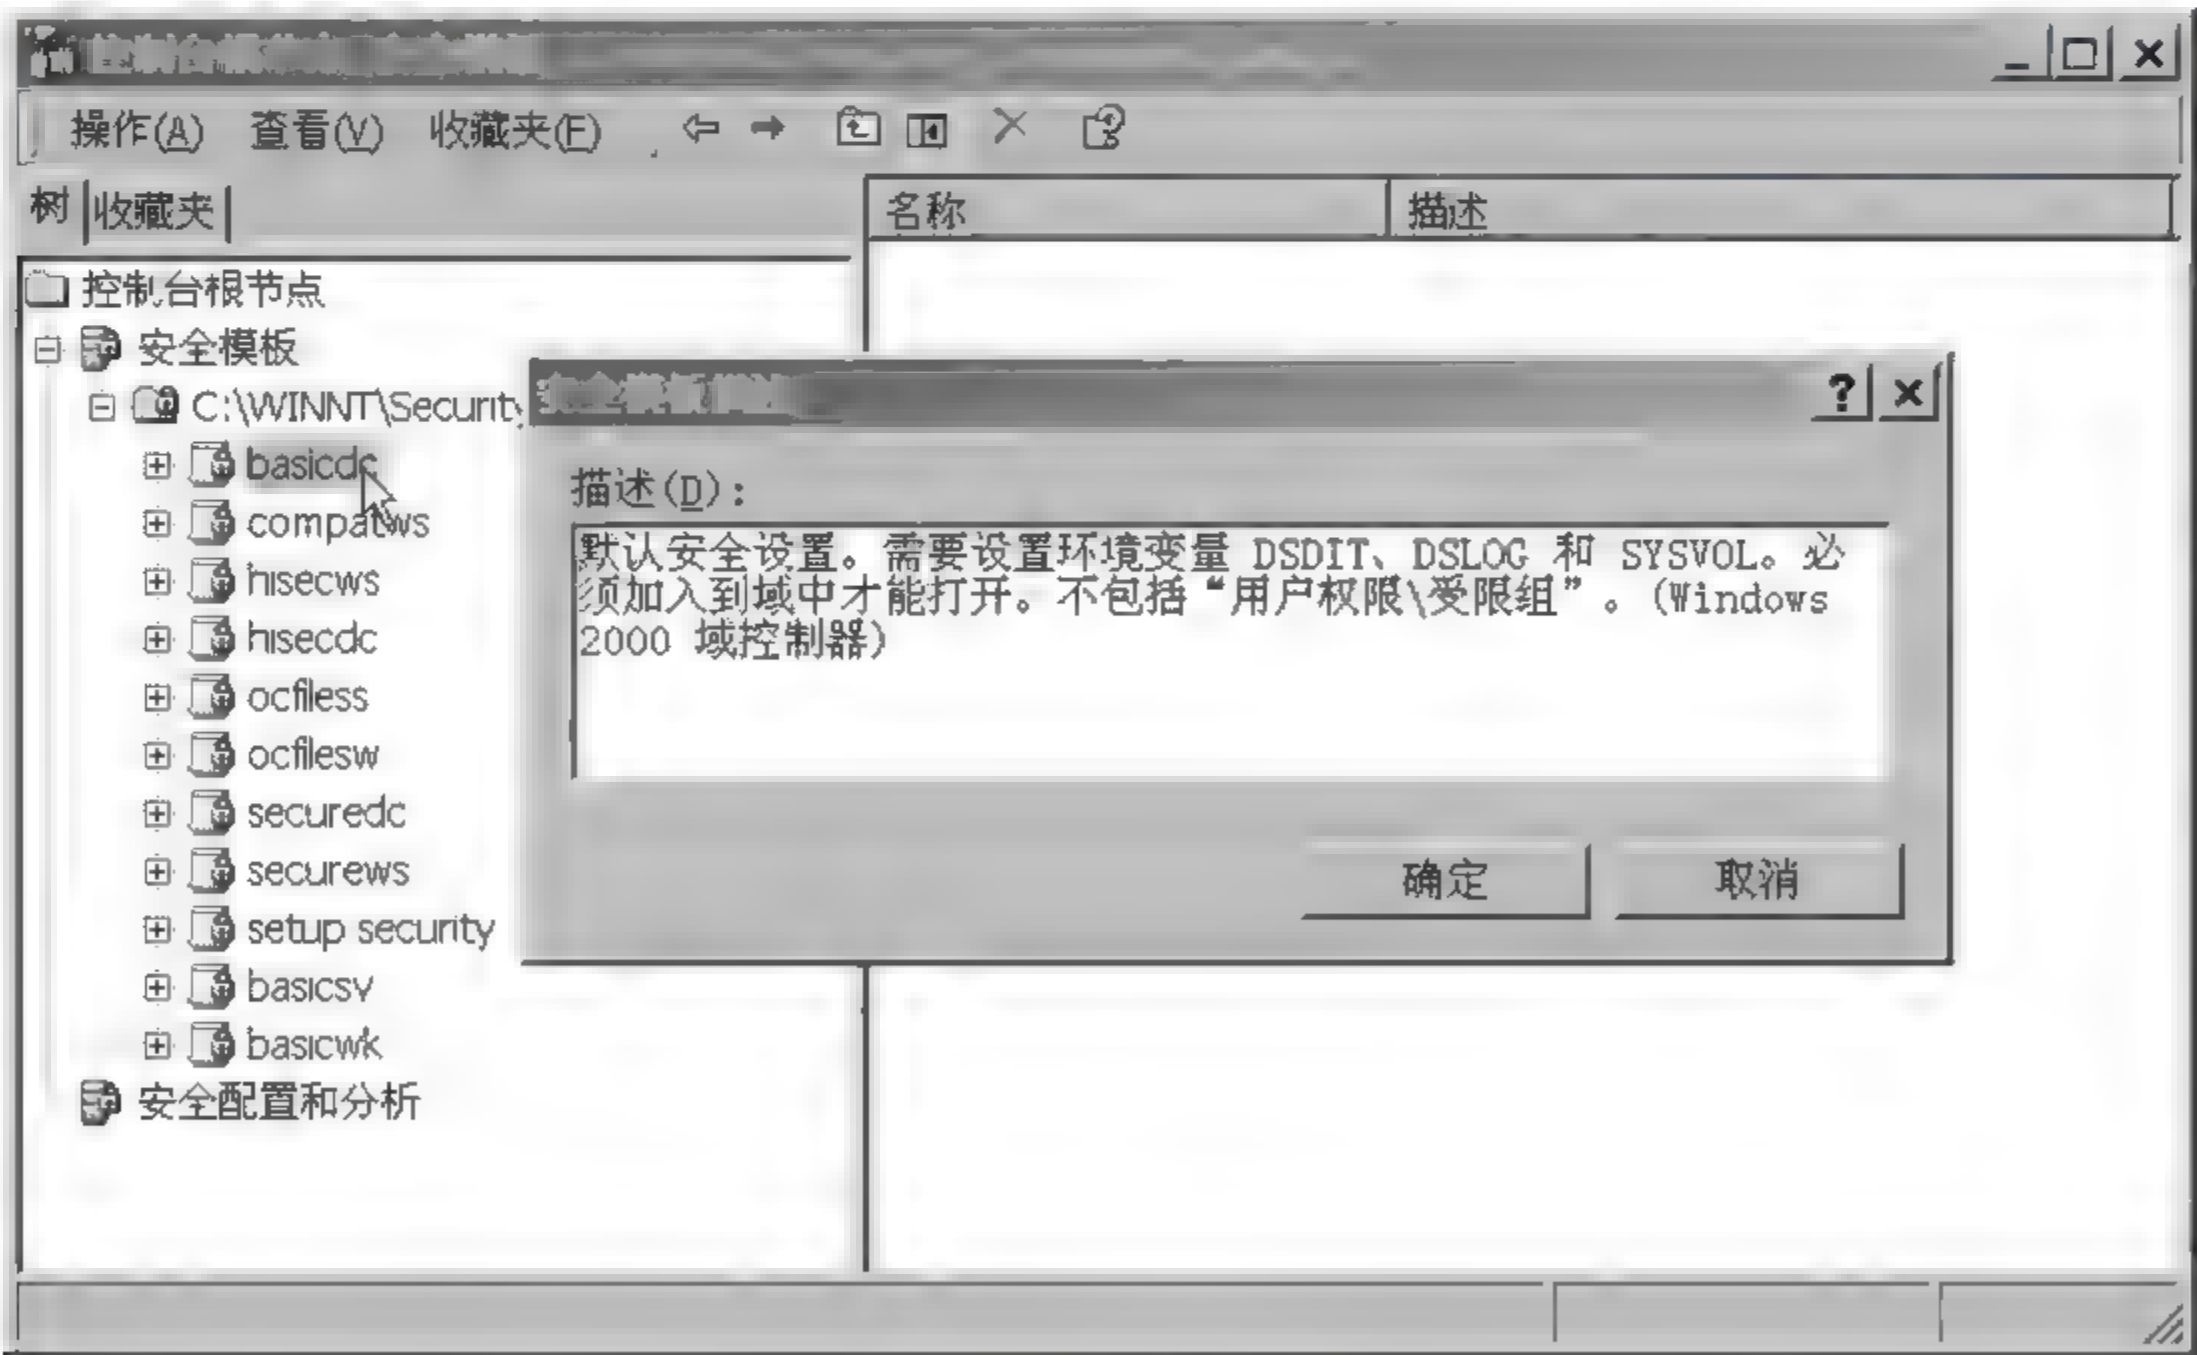 操作(A) 查看(V) 收藏夹(F)
树 收藏夹
名称 描述
控制台根节点
安全模板
C:\WINNT\Security
basicdc
compatws
hisecws
hisecdc
ocfiless
ocfilesw
securedc
securews
setup security
basicsv
basicwk
安全配置和分析
描述(D):
默认安全设置。需要设置环境变量 DSDIT、DSLOG 和 SYSVOL。必
须加入到域中才能打开。不包括“用户权限\受限组”。(Windows
2000 域控制器)
确定 取消